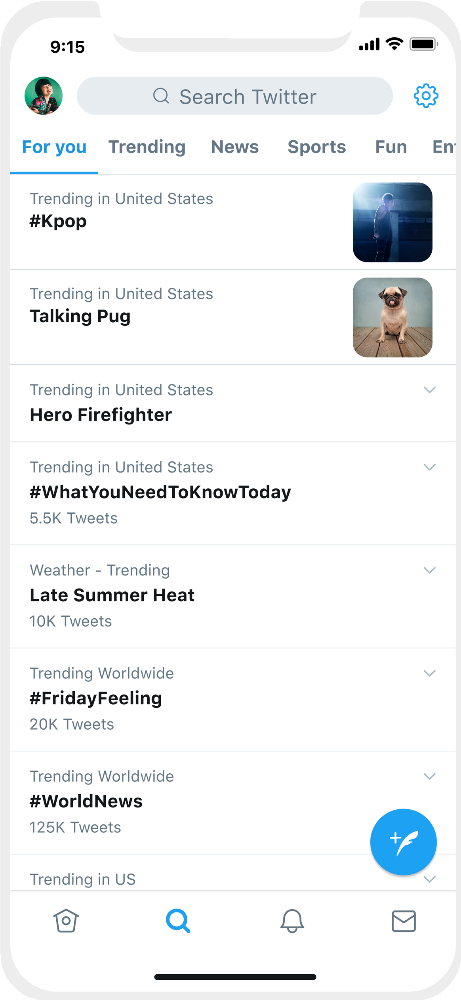 9:15
Search Twitter
For you Trending News Sports Fun Ent
Trending in United States
#Kpop
Trending in United States
Talking Pug
Trending in United States
Hero Firefighter
Trending in United States
#WhatYouNeedToKnowToday
5.5K Tweets
Weather - Trending
Late Summer Heat
10K Tweets
Trending Worldwide
#FridayFeeling
20K Tweets
Trending Worldwide
#WorldNews
125K Tweets
Trending in US